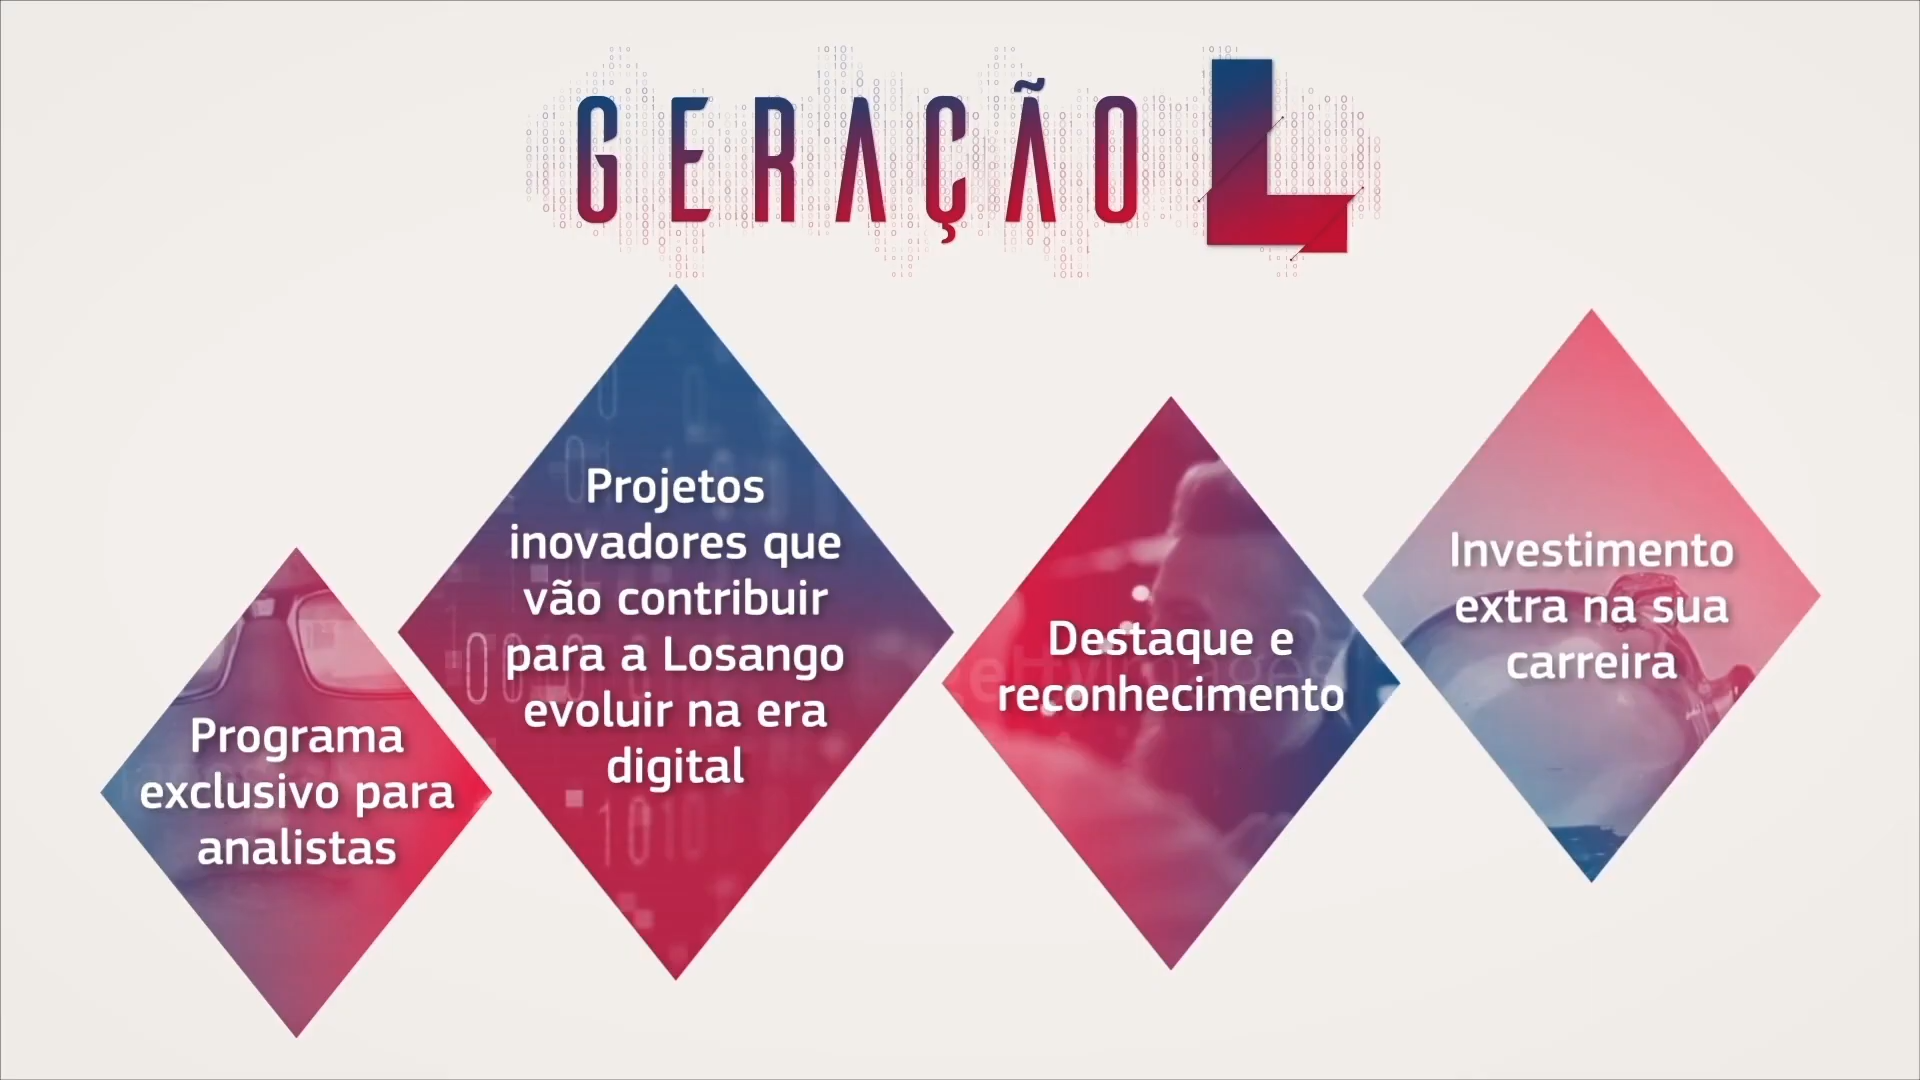 GERAÇÃO L
Programa
exclusivo para
analistas
Projetos
inovadores que
vão contribuir
para a Losango
evoluir na era
digital
Destaque e
reconhecimento
Investimento
extra na sua
carreira